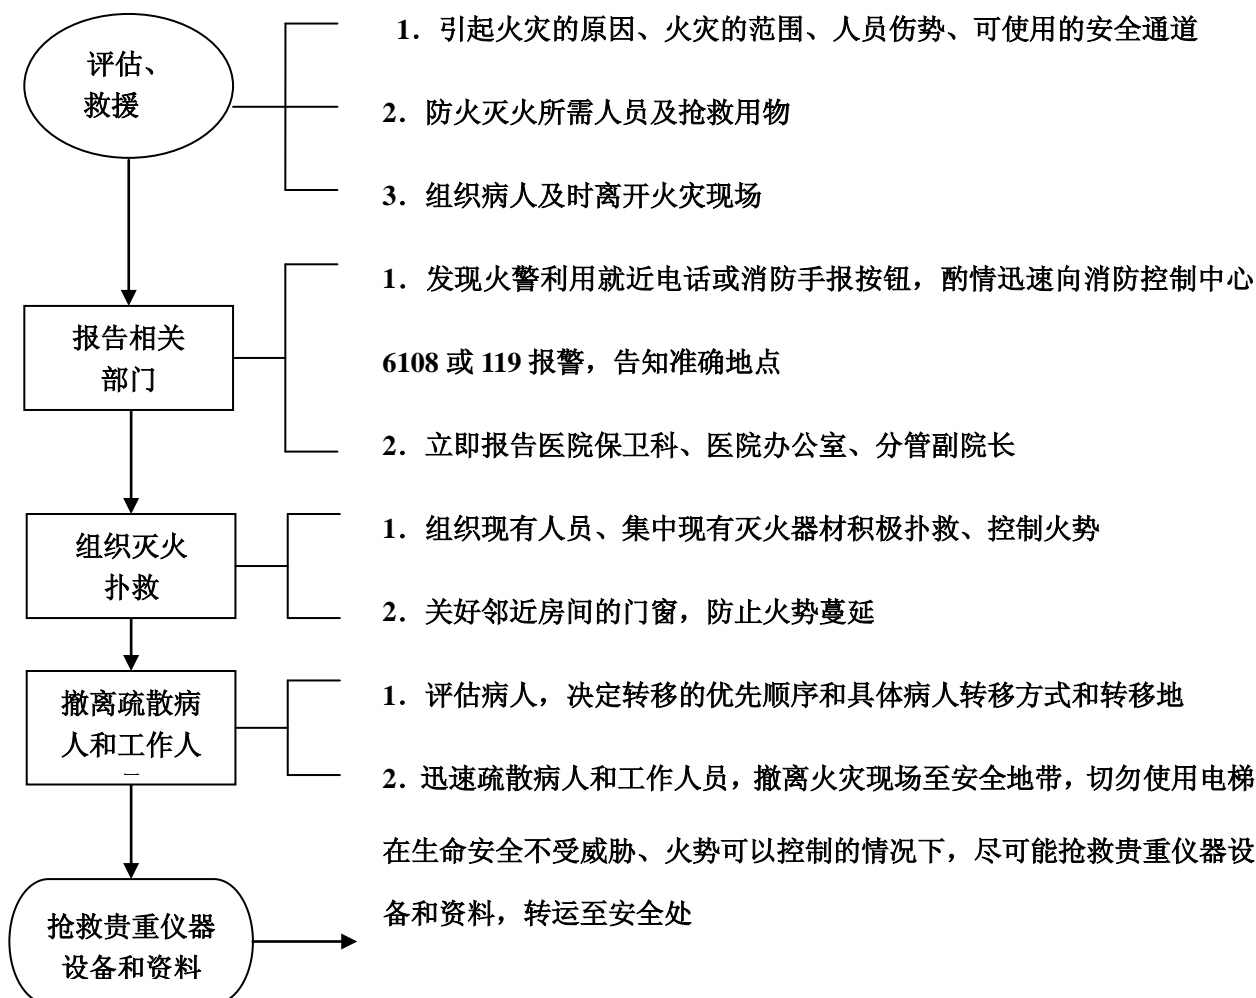 评估、
救援
1．引起火灾的原因、火灾的范围、人员伤势、可使用的安全通道
2．防火灭火所需人员及抢救用物
3．组织病人及时离开火灾现场
报告相关
部门
1．发现火警利用就近电话或消防手报按钮，酌情迅速向消防控制中心
6108 或 119 报警，告知准确地点
2．立即报告医院保卫科、医院办公室、分管副院长
组织灭火
扑救
1．组织现有人员、集中现有灭火器材积极扑救、控制火势
2．关好邻近房间的门窗，防止火势蔓延
撤离疏散病
人和工作人
1．评估病人，决定转移的优先顺序和具体病人转移方式和转移地
2．迅速疏散病人和工作人员，撤离火灾现场至安全地带，切勿使用电梯
抢救贵重仪器
设备和资料
在生命安全不受威胁、火势可以控制的情况下，尽可能抢救贵重仪器设
备和资料，转运至安全处